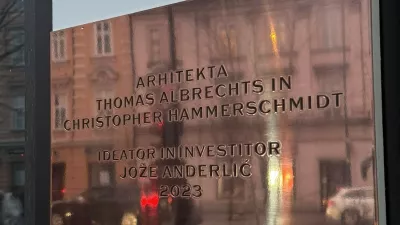 ARHITEKTA
THOMAS ALBRECHTS IN
CHRISTOPHER HAMMERSCHMIDT
IDEATOR IN INVESTITOR
JOŽE ANDERLIČ
2023